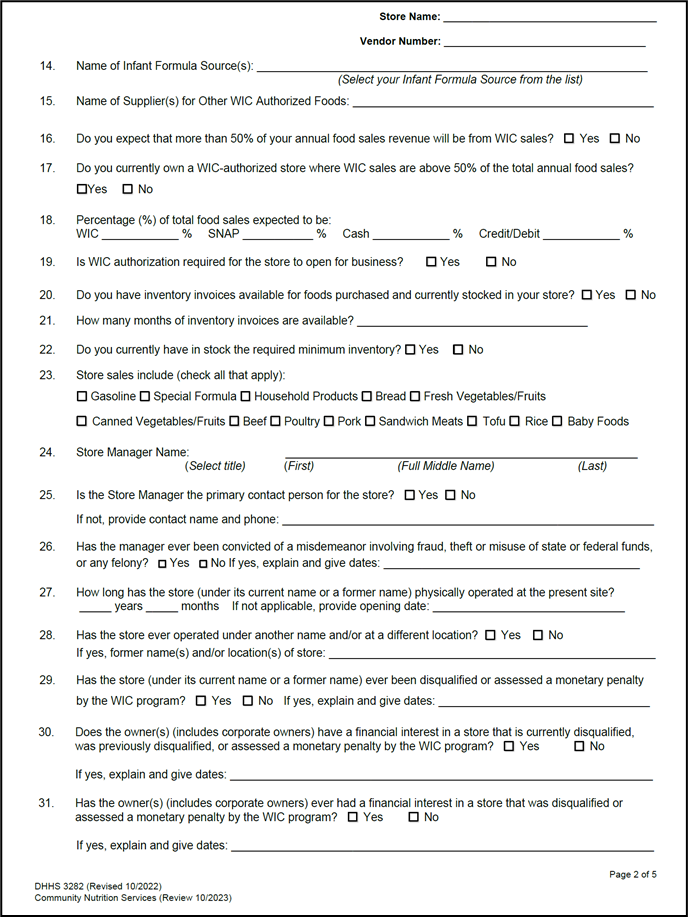 Store Name: ______________________________
Vendor Number: ______________________________
14. Name of Infant Formula Source(s): ______________________________
(Select your Infant Formula Source from the list)
15. Name of Supplier(s) for Other WIC Authorized Foods: ______________________________
16. Do you expect that more than 50% of your annual food sales revenue will be from WIC sales? ☐ Yes ☐ No
17. Do you currently own a WIC-authorized store where WIC sales are above 50% of the total annual food sales?
☐Yes ☐ No
18. Percentage (%) of total food sales expected to be:
WIC ____________ % SNAP ___________ % Cash ____________ % Credit/Debit ____________ %
19. Is WIC authorization required for the store to open for business? ☐ Yes ☐ No
20. Do you have inventory invoices available for foods purchased and currently stocked in your store? ☐ Yes ☐ No
21. How many months of inventory invoices are available? ______________________________
22. Do you currently have in stock the required minimum inventory? ☐ Yes ☐ No
23. Store sales include (check all that apply):
☐ Gasoline ☐ Special Formula ☐ Household Products ☐ Bread ☐ Fresh Vegetables/Fruits
☐ Canned Vegetables/Fruits ☐ Beef ☐ Poultry ☐ Pork ☐ Sandwich Meats ☐ Tofu ☐ Rice ☐ Baby Foods
24. Store Manager Name: ______________________________
(Select title) (First) (Full Middle Name) (Last)
25. Is the Store Manager the primary contact person for the store? ☐ Yes ☐ No
If not, provide contact name and phone: ______________________________
26. Has the manager ever been convicted of a misdemeanor involving fraud, theft or misuse of state or federal funds,
or any felony? ☐ Yes ☐ No If yes, explain and give dates: ______________________________
27. How long has the store (under its current name or a former name) physically operated at the present site?
_____ years _____ months If not applicable, provide opening date: ______________________________
28. Has the store ever operated under another name and/or at a different location? ☐ Yes ☐ No
If yes, former name(s) and/or location(s) of store: ______________________________
29. Has the store (under its current name or a former name) ever been disqualified or assessed a monetary penalty
by the WIC program? ☐ Yes ☐ No If yes, explain and give dates: ______________________________
30. Does the owner(s) (includes corporate owners) have a financial interest in a store that is currently disqualified,
was previously disqualified, or assessed a monetary penalty by the WIC program? ☐ Yes ☐ No
If yes, explain and give dates: ______________________________
31. Has the owner(s) (includes corporate owners) ever had a financial interest in a store that was disqualified or
assessed a monetary penalty by the WIC program? ☐ Yes ☐ No
If yes, explain and give dates: ______________________________
Page 2 of 5
DHHS 3282 (Revised 10/2022)
Community Nutrition Services (Review 10/2023)